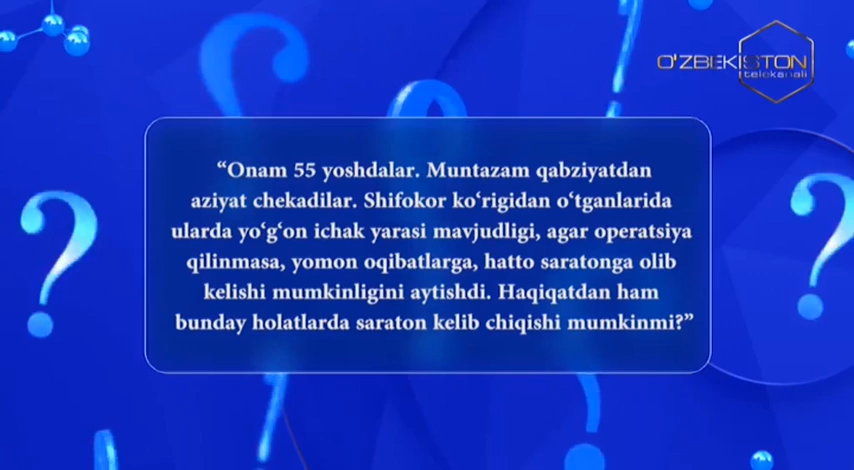 O'ZBEKISTON
telekanali
“Onam 55 yoshdalar. Muntazam qabziyatdan
aziyat chekadilar. Shifokor ko‘rigidan o‘tganlarida
ularda yo‘g‘on ichak yarasi mavjudligi, agar operatsiya
qilinmasa, yomon oqibatlarga, hatto saratonga olib
kelishi mumkinligini aytishdi. Haqiqatdan ham
bunday holatlarda saraton kelib chiqishi mumkinmi?”